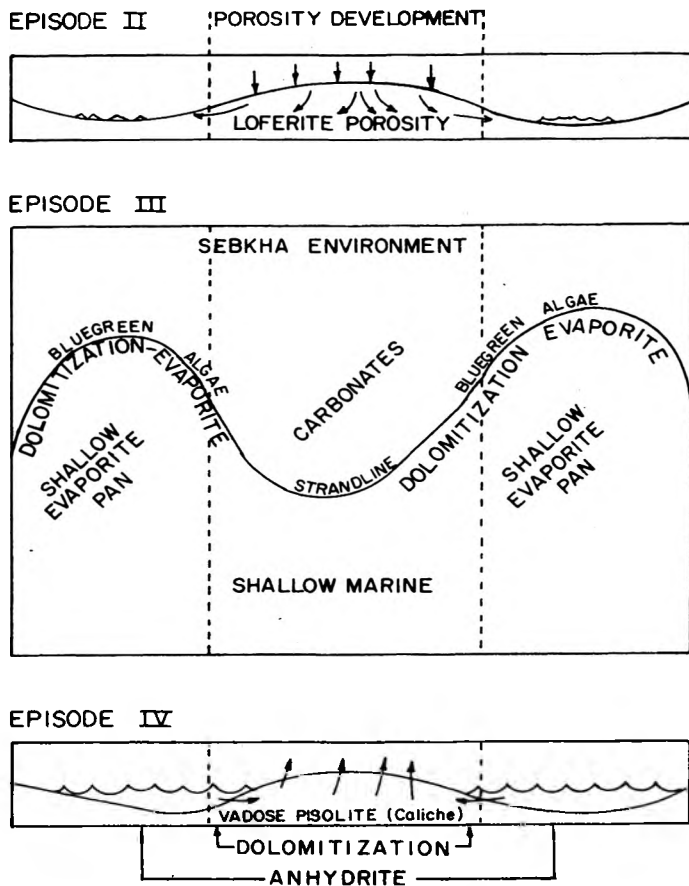 EPISODE II
POROSITY DEVELOPMENT
LOFERITE POROSITY
EPISODE III
SEBKHA ENVIRONMENT
BLUEGREEN ALGAE
DOLOMITIZATION-EVAPORITE
SHALLOW
EVAPORITE
PAN
CARBONATES
STRANDLINE
BLUEGREEN ALGAE
DOLOMITIZATION EVAPORITE
SHALLOW
EVAPORITE
PAN
SHALLOW MARINE
EPISODE IV
VADOSE PISOLITE (Caliche)
DOLOMITIZATION
ANHYDRITE